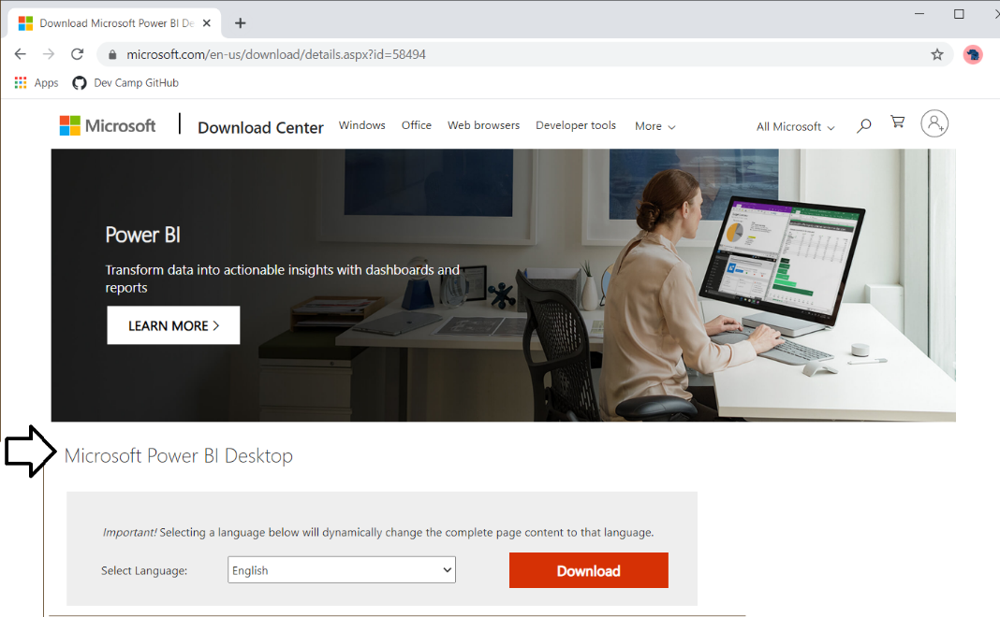 Download Microsoft Power BI De
microsoft.com/en-us/download/details.aspx?id=58494
Apps Dev Camp GitHub
Microsoft Download Center Windows Office Web browsers Developer tools More All Microsoft
Power BI
Transform data into actionable insights with dashboards and
reports
LEARN MORE
Microsoft Power BI Desktop
Important! Selecting a language below will dynamically change the complete page content to that language.
Select Language: English Download